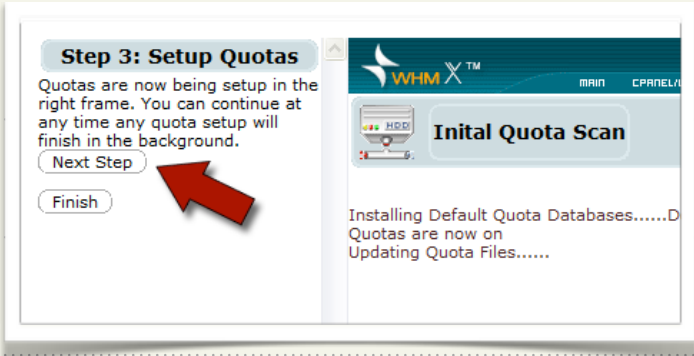 Step 3: Setup Quotas
Quotas are now being setup in the
right frame. You can continue at
any time any quota setup will
finish in the background.
Next Step
Finish
WHM X ™
MAIN CPANEL/
HDD
Inital Quota Scan
Installing Default Quota Databases......D
Quotas are now on
Updating Quota Files......